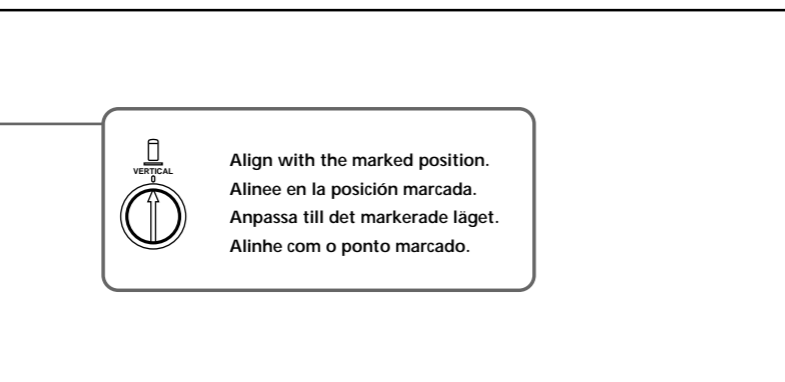 VERTICAL
0
Align with the marked position.
Alinee en la posición marcada.
Anpassa till det markerade läget.
Alinhe com o ponto marcado.